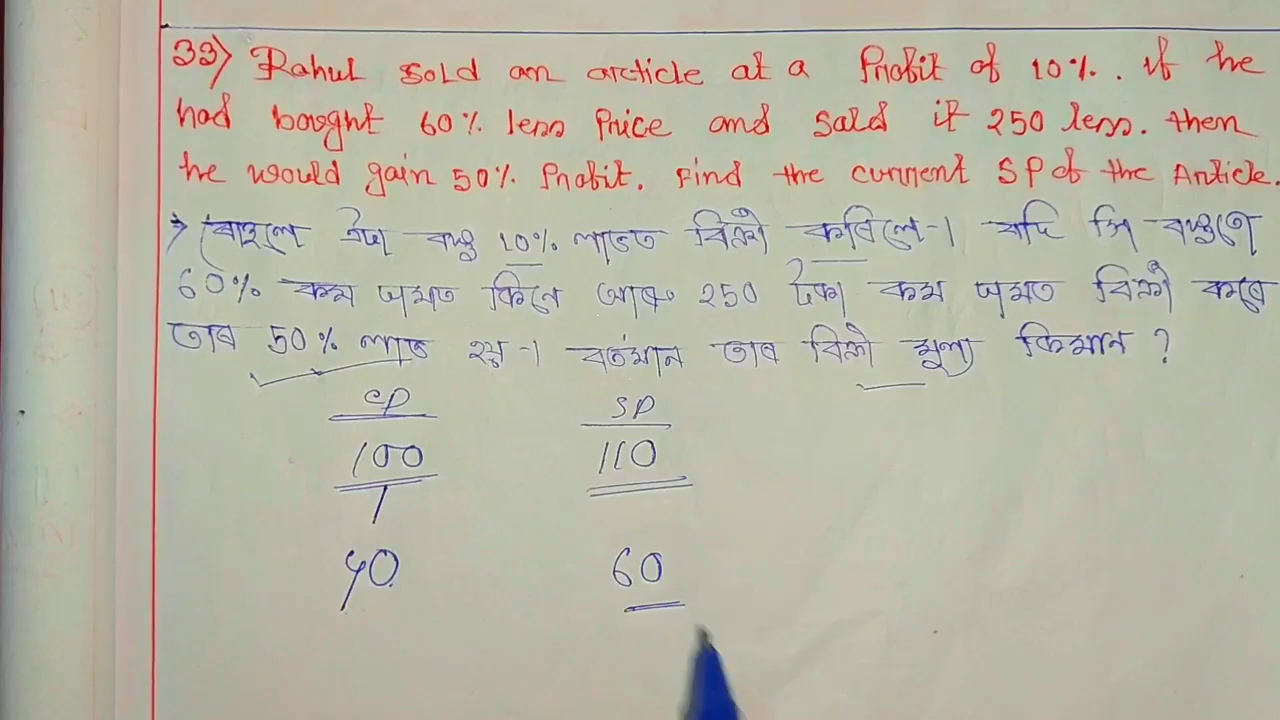 33) Rahul sold an article at a Profit of 10%. if he
had bought 60% less Price and sold it 250 less. then
he would gain 50% Profit. Find the current SP of the Article.
10% লাভত বিক্ৰী কৰিলে। যদি সি বস্তুটো
60% কম দামত কিনে আৰু 250 টকা কম দামত বিক্ৰী কৰে
তাৰ 50% লাভ হয়। বৰ্তমান তাৰ বিক্ৰী মূল্য কিমান ?
CP SP
100 110
40 60